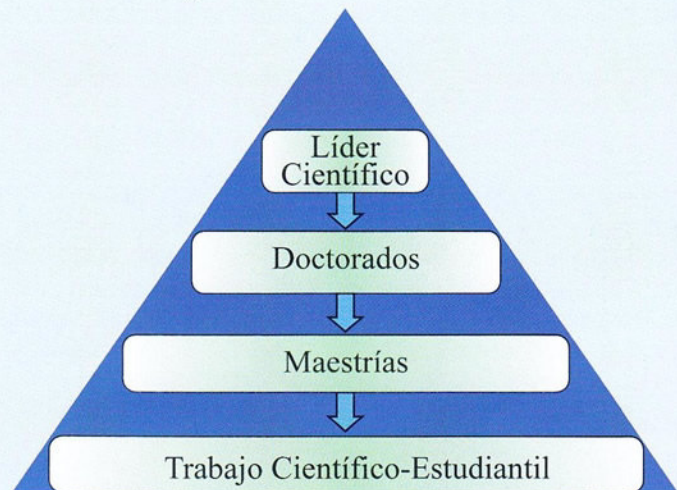 Líder
Científico
Doctorados
Maestrías
Trabajo Científico-Estudiantil